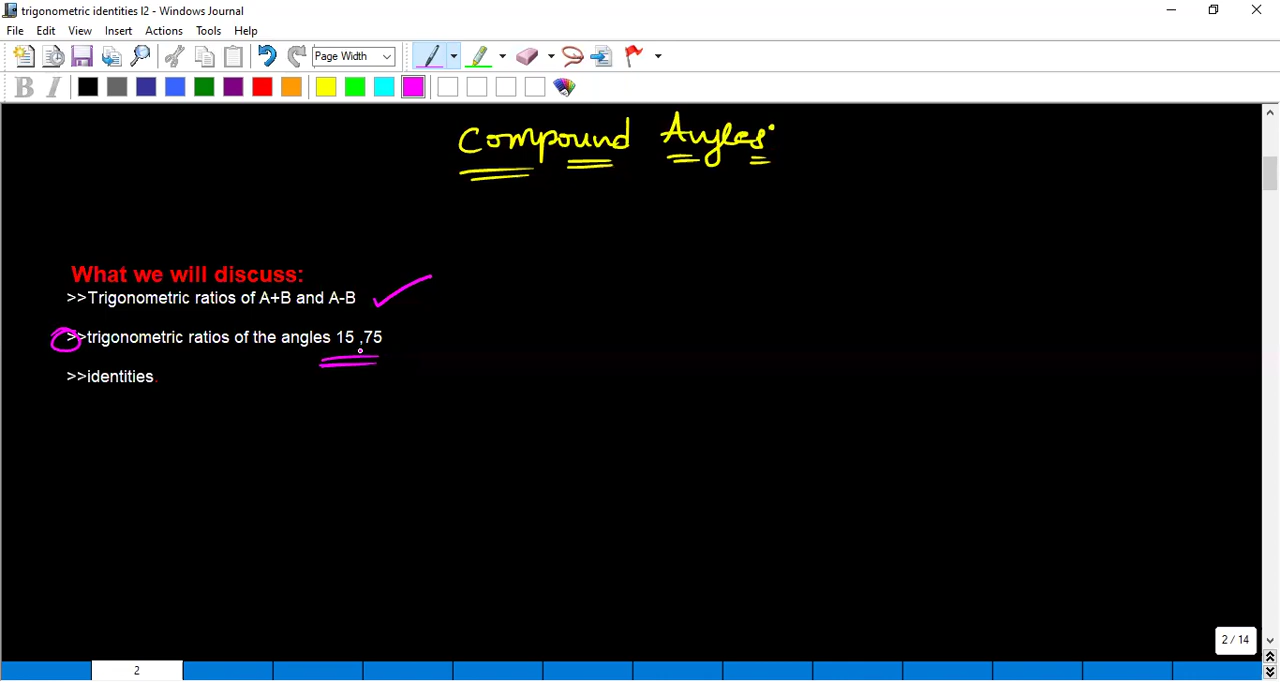 trigonometric identities l2 - Windows Journal
File Edit View Insert Actions Tools Help
Page Width
B I
Compound Angles
What we will discuss:
>>Trigonometric ratios of A+B and A-B
>>trigonometric ratios of the angles 15 ,75
>>identities.
2 / 14
2